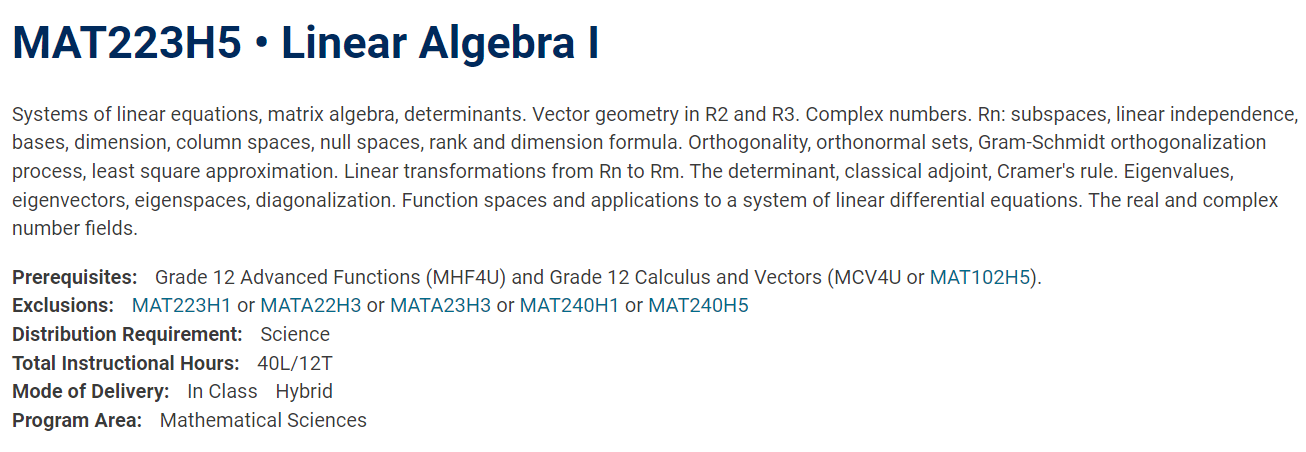 MAT223H5 • Linear Algebra I
Systems of linear equations, matrix algebra, determinants. Vector geometry in R2 and R3. Complex numbers. Rn: subspaces, linear independence,
bases, dimension, column spaces, null spaces, rank and dimension formula. Orthogonality, orthonormal sets, Gram-Schmidt orthogonalization
process, least square approximation. Linear transformations from Rn to Rm. The determinant, classical adjoint, Cramer's rule. Eigenvalues,
eigenvectors, eigenspaces, diagonalization. Function spaces and applications to a system of linear differential equations. The real and complex
number fields.
Prerequisites: Grade 12 Advanced Functions (MHF4U) and Grade 12 Calculus and Vectors (MCV4U or MAT102H5).
Exclusions: MAT223H1 or MATA22H3 or MATA23H3 or MAT240H1 or MAT240H5
Distribution Requirement: Science
Total Instructional Hours: 40L/12T
Mode of Delivery: In Class Hybrid
Program Area: Mathematical Sciences